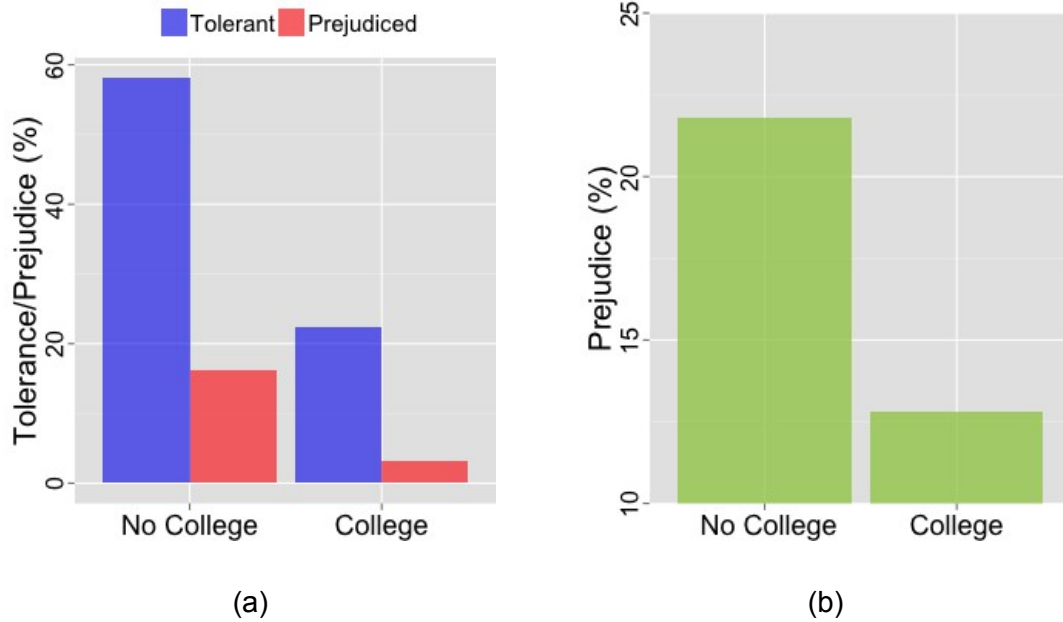 Tolerant Prejudiced
Tolerance/Prejudice (%)
60
40
20
0
No College College
(a)
Prejudice (%)
25
20
15
10
No College College
(b)